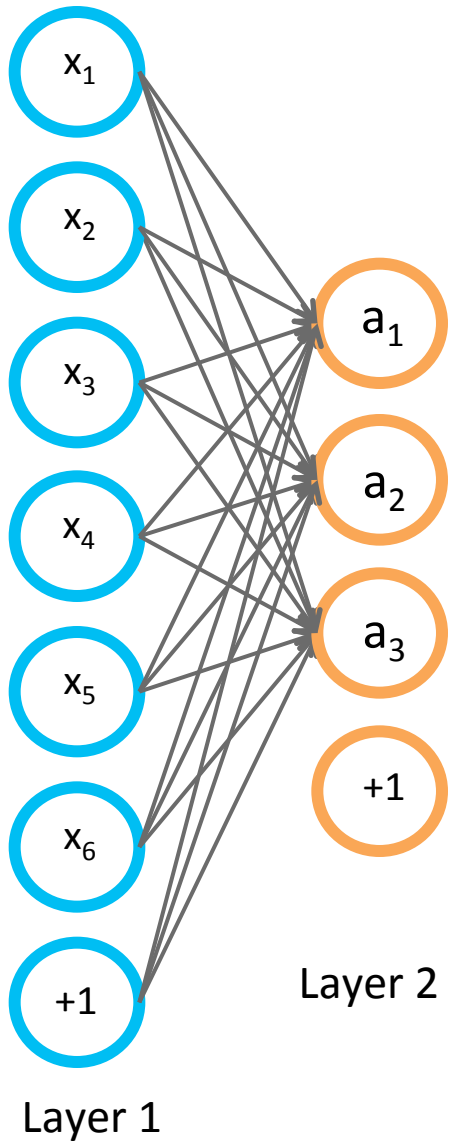 x₁
x₂
x₃
x₄
x₅
x₆
+1
Layer 1
a₁
a₂
a₃
+1
Layer 2